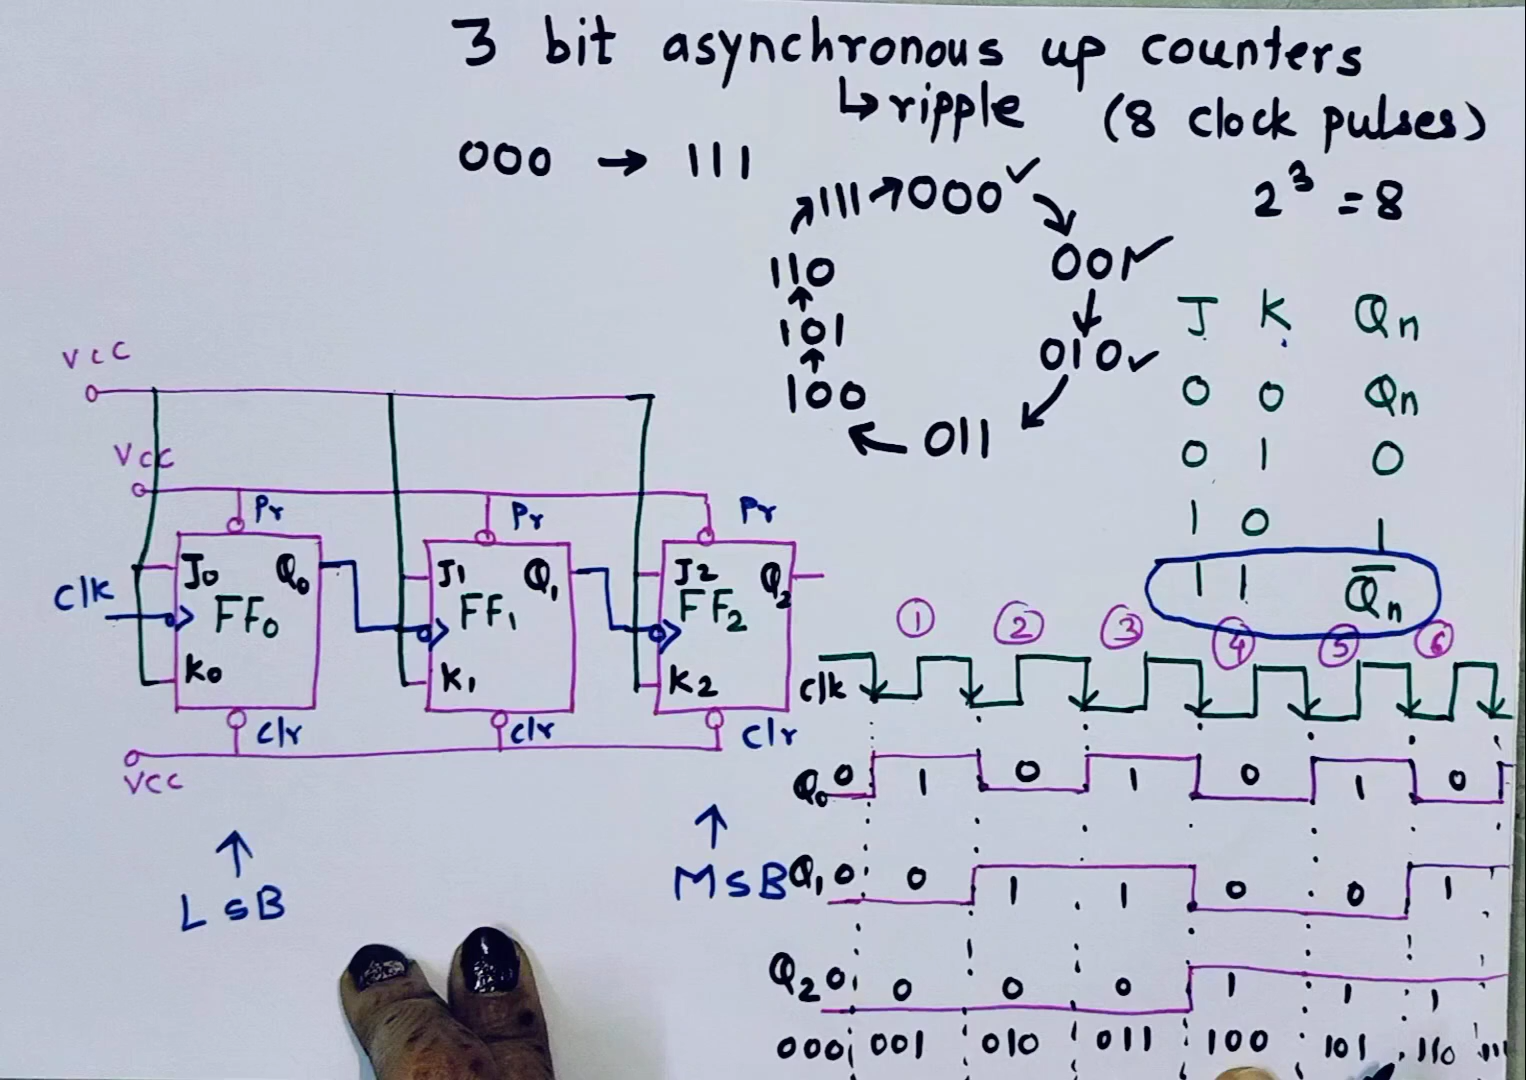 3 bit asynchronous up counters
↳ ripple (8 clock pulses)
000 → 111
2³ = 8
111 → 000 ✓
001 ✓
010 ✓
011
100
101
110
J K Qn
0 0 Qn
0 1 0
1 0 1
1 1 Q̅n
Vcc
Vcc
Pr Pr Pr
J0 Q0 J1 Q1 J2 Q2
Clk FF0 FF1 FF2
K0 K1 K2
Clr Clr Clr
Vcc
LSB
MSB
① ② ③ ④ ⑤ ⑥
Clk
Q0 0 1 0 1 0 1 0
Q1 0 0 1 1 0 0 1
Q2 0 0 0 0 1 1 1
000 001 010 011 100 101 110 111